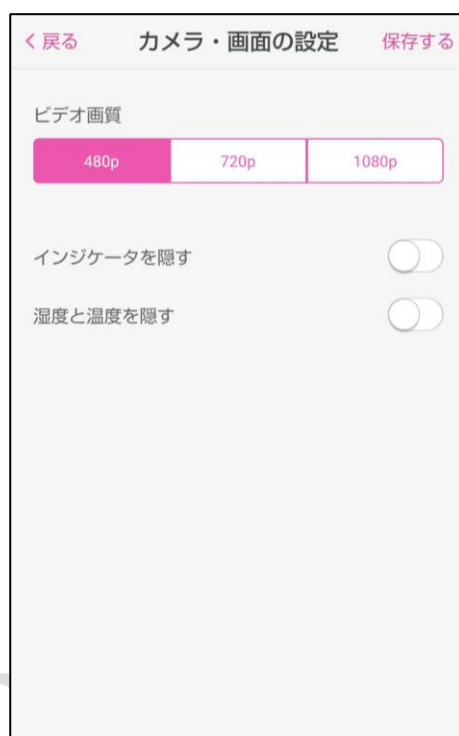 く戻る カメラ・画面の設定 保存する
ビデオ画質
480p 720p 1080p
インジケータを隠す
湿度と温度を隠す